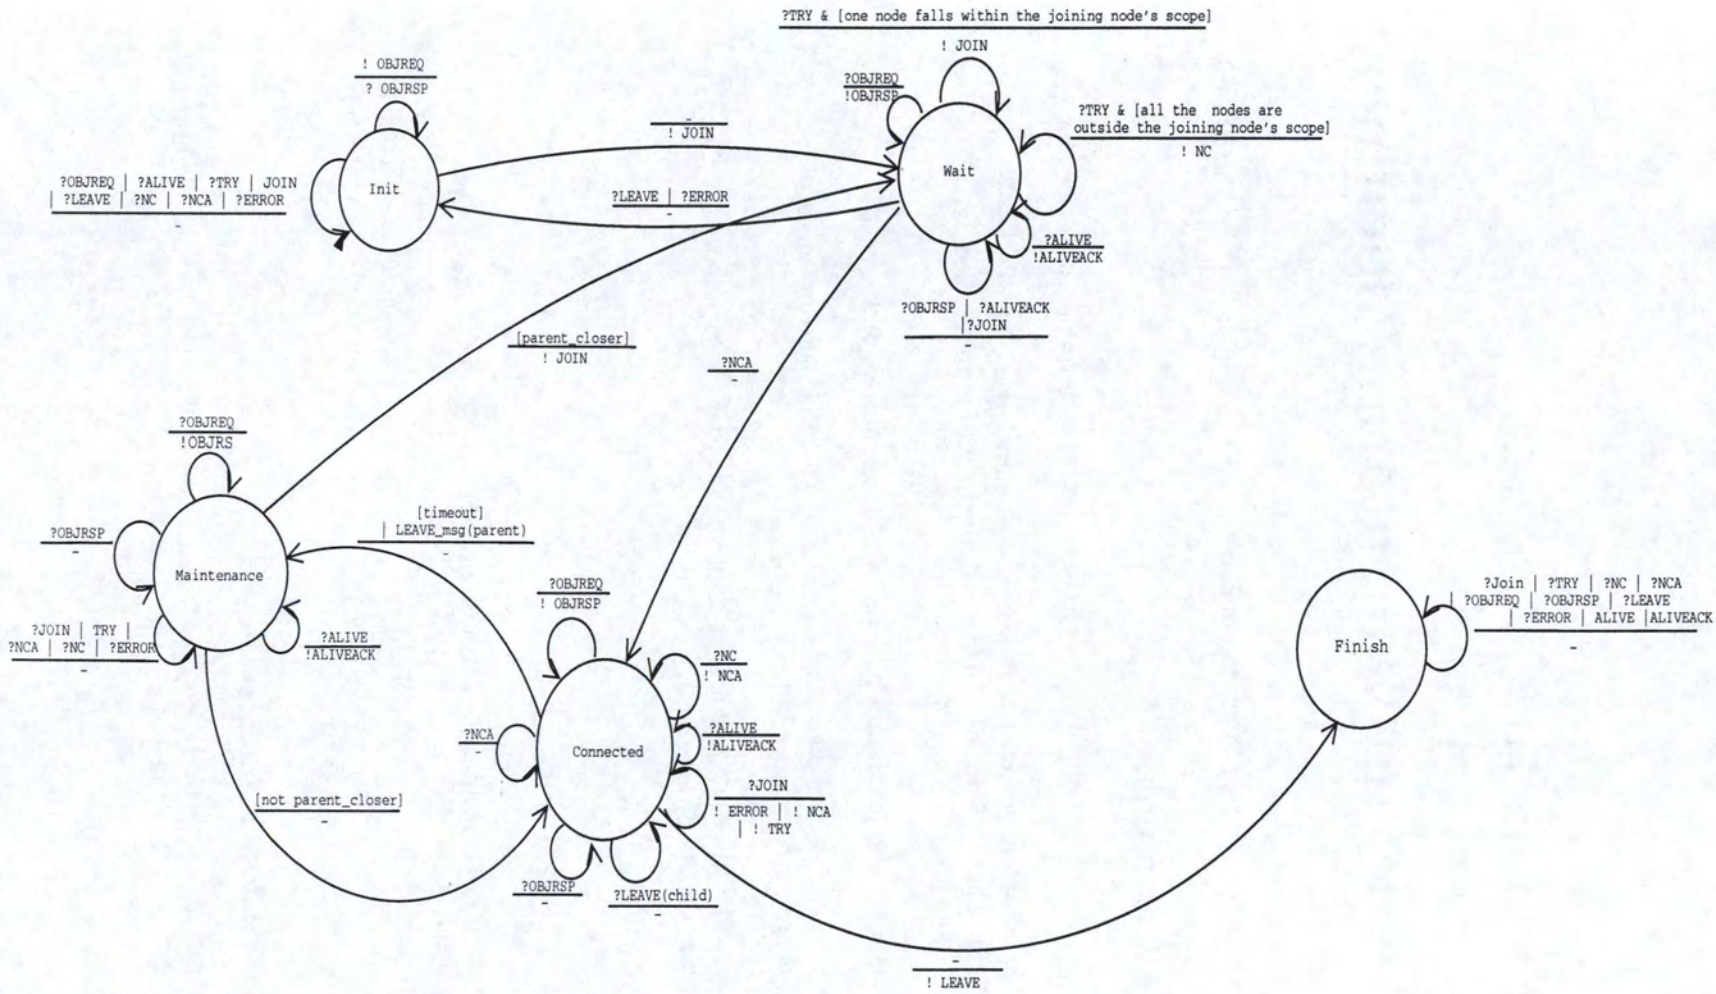 ?TRY & [one node falls within the joining node's scope]
! JOIN
! OBJREQ
? OBJRSP
?OBJREQ
!OBJRSP
?TRY & [all the nodes are
outside the joining node's scope]
! NC
-
! JOIN
Init
Wait
?OBJREQ | ?ALIVE | ?TRY | JOIN
| ?LEAVE | ?NC | ?NCA | ?ERROR
-
?LEAVE | ?ERROR
-
?ALIVE
!ALIVEACK
?OBJRSP | ?ALIVEACK
|?JOIN
-
[parent_closer]
! JOIN
?NCA
-
?OBJREQ
!OBJRS
[timeout]
| LEAVE_msg(parent)
-
?OBJRSP
-
Maintenance
?OBJREQ
! OBJRSP
?Join | ?TRY | ?NC | ?NCA
| ?OBJREQ | ?OBJRSP | ?LEAVE
| ?ERROR | ALIVE |ALIVEACK
-
Finish
?JOIN | TRY |
?NCA | ?NC | ?ERROR
-
?ALIVE
!ALIVEACK
?NC
! NCA
?NCA
-
Connected
?ALIVE
!ALIVEACK
[not parent_closer]
-
?JOIN
! ERROR | ! NCA
| ! TRY
?OBJRSP
-
?LEAVE(child)
-
-
! LEAVE